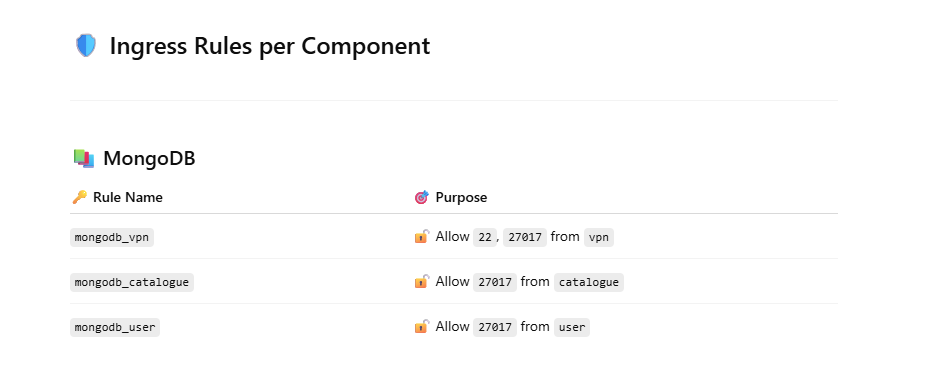 🛡️ Ingress Rules per Component
📚 MongoDB
🔑 Rule Name 🎯 Purpose
mongodb_vpn 🔓 Allow 22, 27017 from vpn
mongodb_catalogue 🔓 Allow 27017 from catalogue
mongodb_user 🔓 Allow 27017 from user